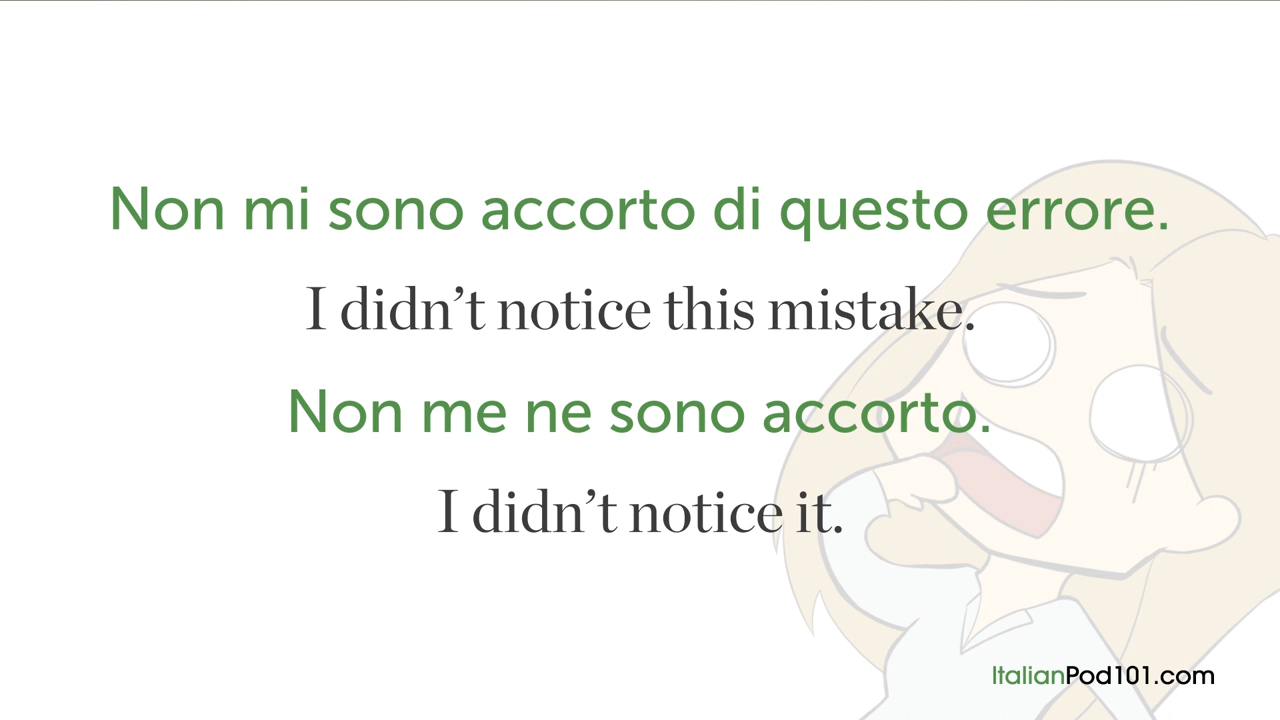 Non mi sono accorto di questo errore.
I didn’t notice this mistake.
Non me ne sono accorto.
I didn’t notice it.
ItalianPod101.com